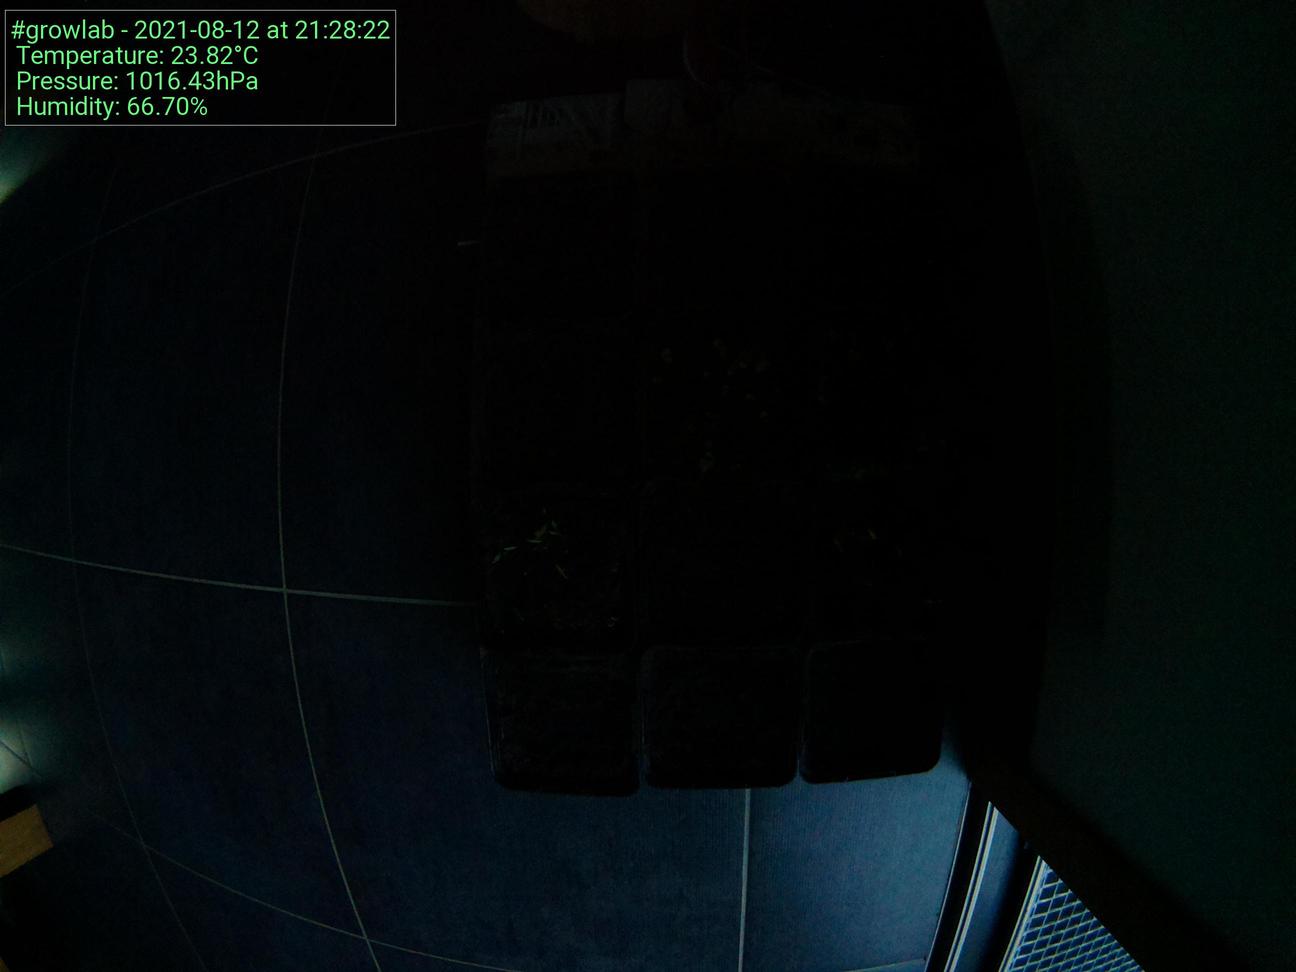 #growlab - 2021-08-12 at 21:28:22
Temperature: 23.82°C
Pressure: 1016.43hPa
Humidity: 66.70%